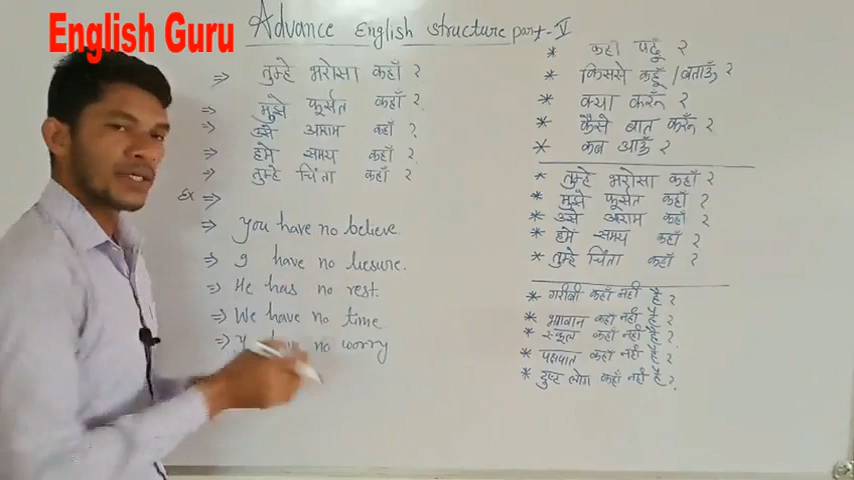 English Guru
Advance English structure part - V
⇒ तुम्हे भरोसा कहाँ ?
⇒ मुझे फूर्सत कहाँ ?
⇒ उसे आराम कहाँ ?
⇒ हमे समय कहाँ ?
⇒ तुम्हे चिंता कहाँ ?
Ex ⇒
⇒ You have no believe.
⇒ I have no liesure.
⇒ He has no rest.
⇒ We have no time
⇒ no worry
* कहाँ पढूँ ?
* किससे कहूँ / बताऊँ ?
* क्या करूँ ?
* कैसे बात करूँ ?
* कब आऊँ ?
* तुम्हे भरोसा कहाँ ?
* मुझे फूर्सत कहाँ ?
* उसे आराम कहाँ ?
* हमे समय कहाँ ?
* तुम्हे चिंता कहाँ ?
* गरीबी कहाँ नहीं है ?
* भगवान कहाँ नहीं है ?
* स्कूल कहाँ नहीं है ?
* पक्षपात कहाँ नहीं है ?
* दुष्ट लोग कहाँ नहीं है ?